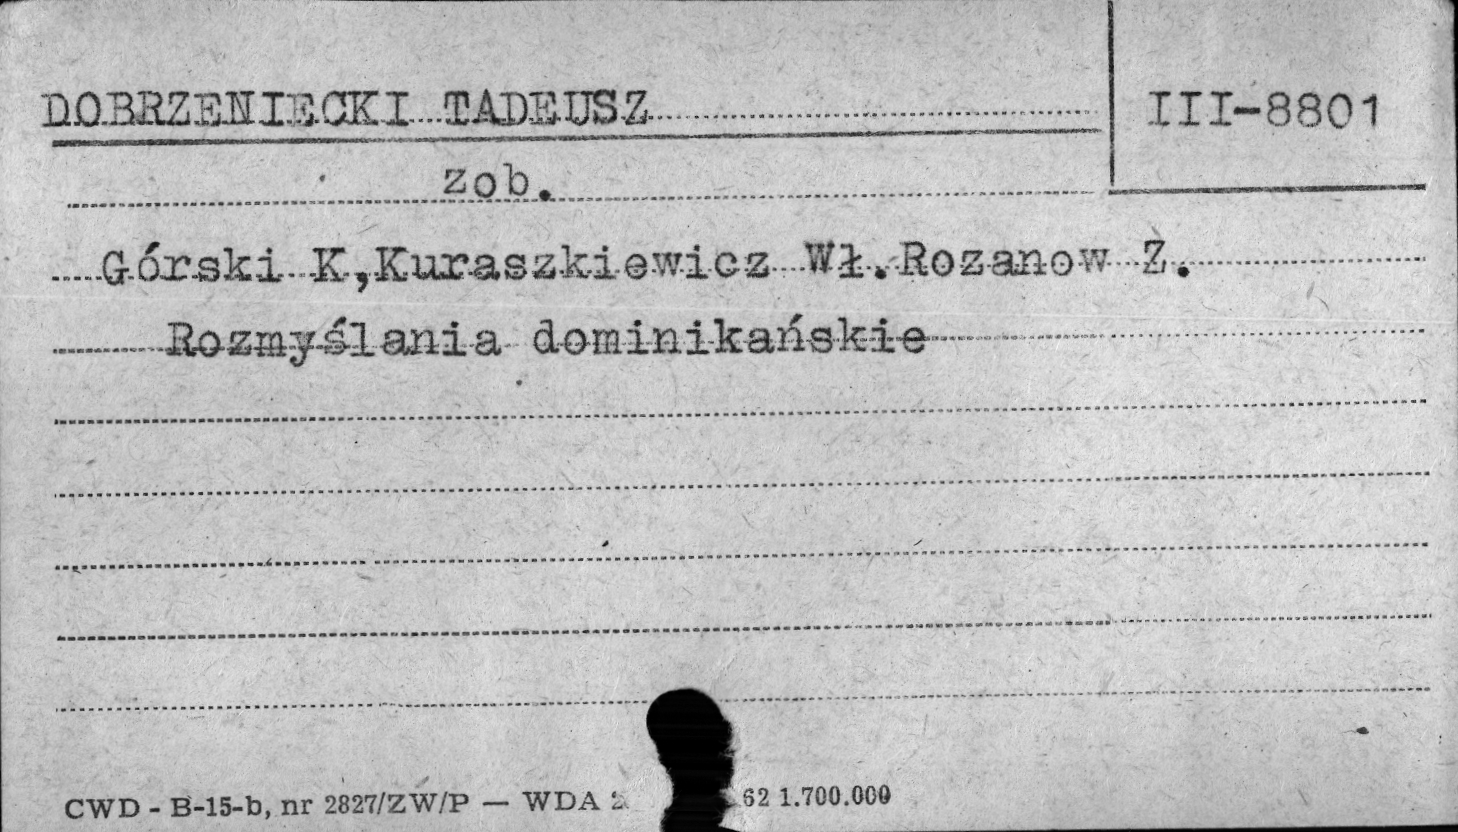 DOBRZENIECKI TADEUSZ
III-8801
zob.
Górski K,Kuraszkiewicz Wł.Rozanow Z.
Rozmyślania dominikańskie
CWD - B-15-b, nr 2827/ZW/P — WDA 62 1.700.000